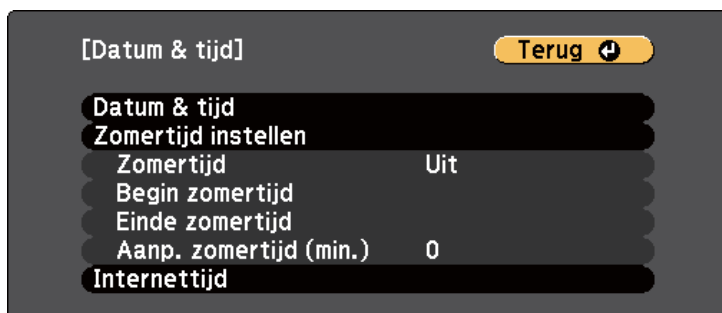 [Datum & tijd] Terug
Datum & tijd
Zomertijd instellen
Zomertijd Uit
Begin zomertijd
Einde zomertijd
Aanp. zomertijd (min.) 0
Internettijd